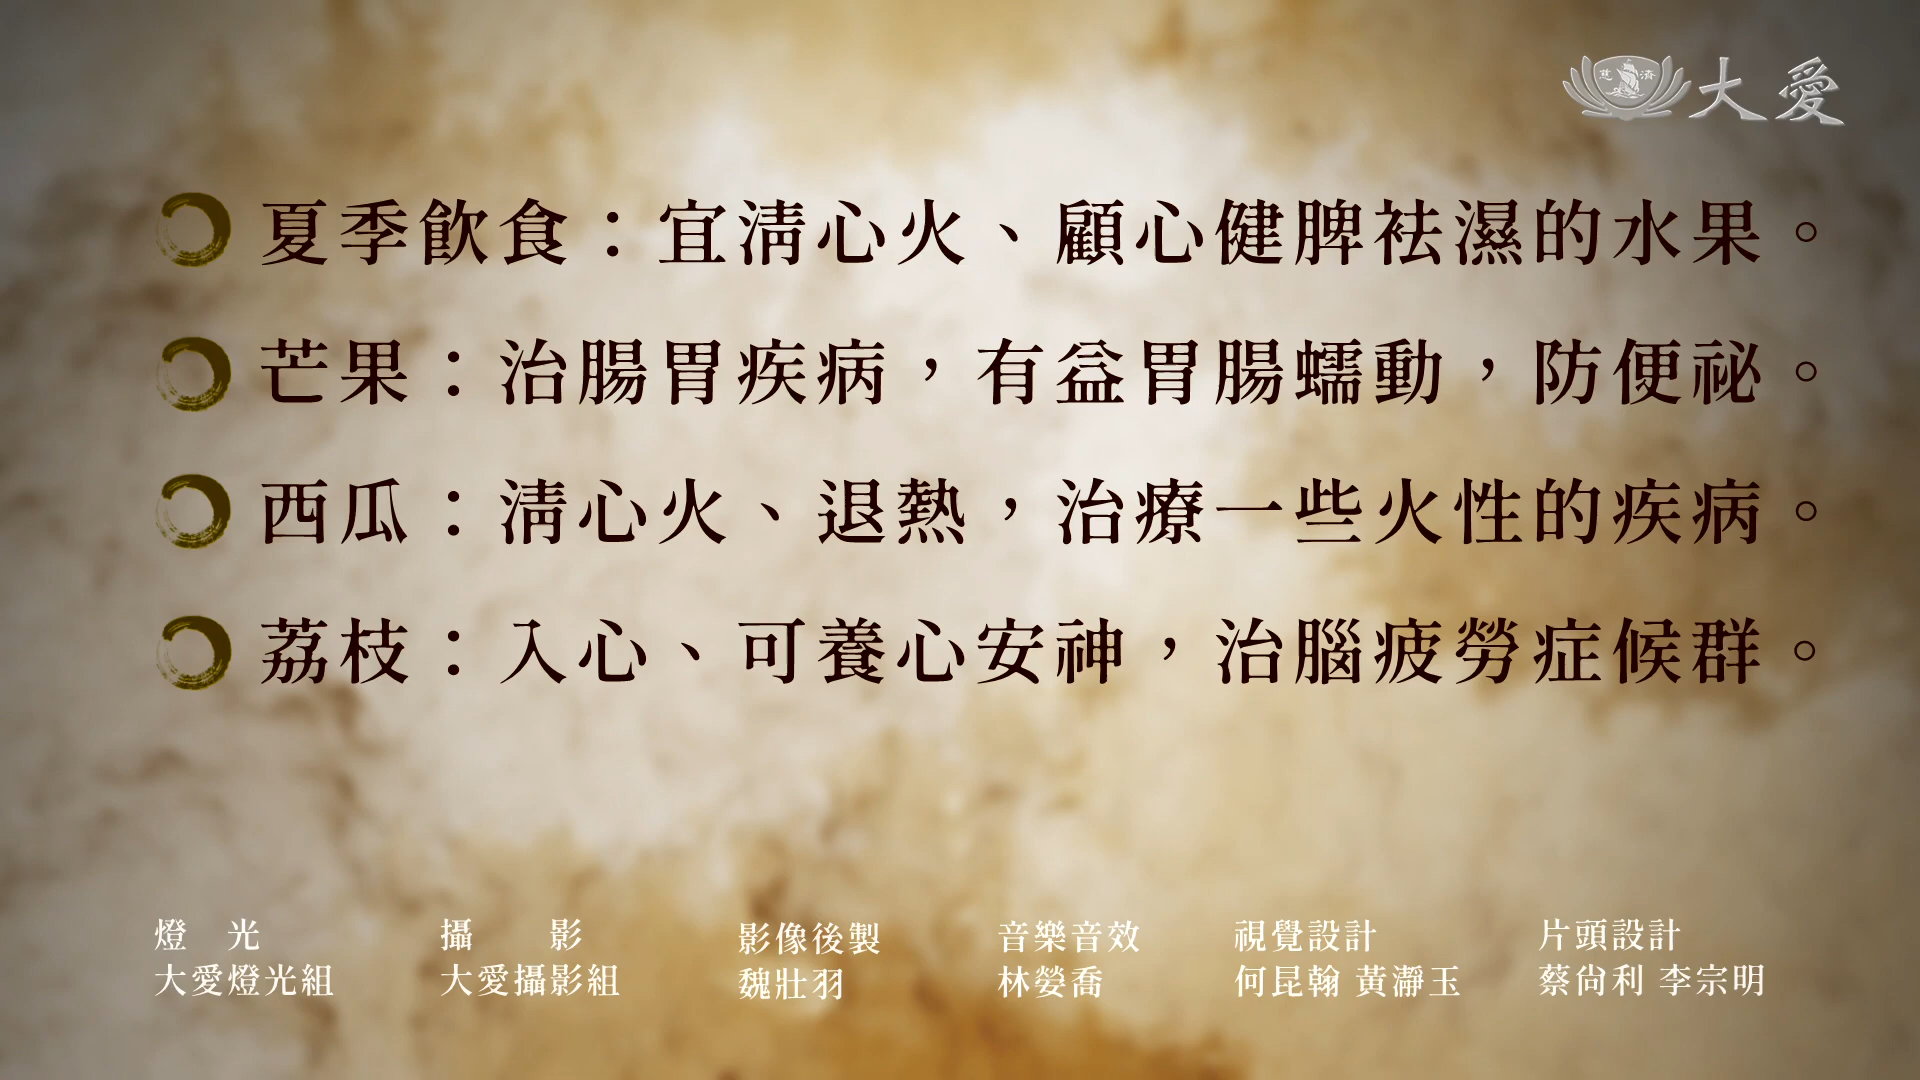 慈濟 大愛
夏季飲食：宜清心火、顧心健脾袪濕的水果。
芒果：治腸胃疾病，有益胃腸蠕動，防便祕。
西瓜：清心火、退熱，治療一些火性的疾病。
荔枝：入心、可養心安神，治腦疲勞症候群。
燈 光
大愛燈光組
攝 影
大愛攝影組
影像後製
魏壯羽
音樂音效
林嫈喬
視覺設計
何昆翰 黃瀞玉
片頭設計
蔡尚利 李宗明